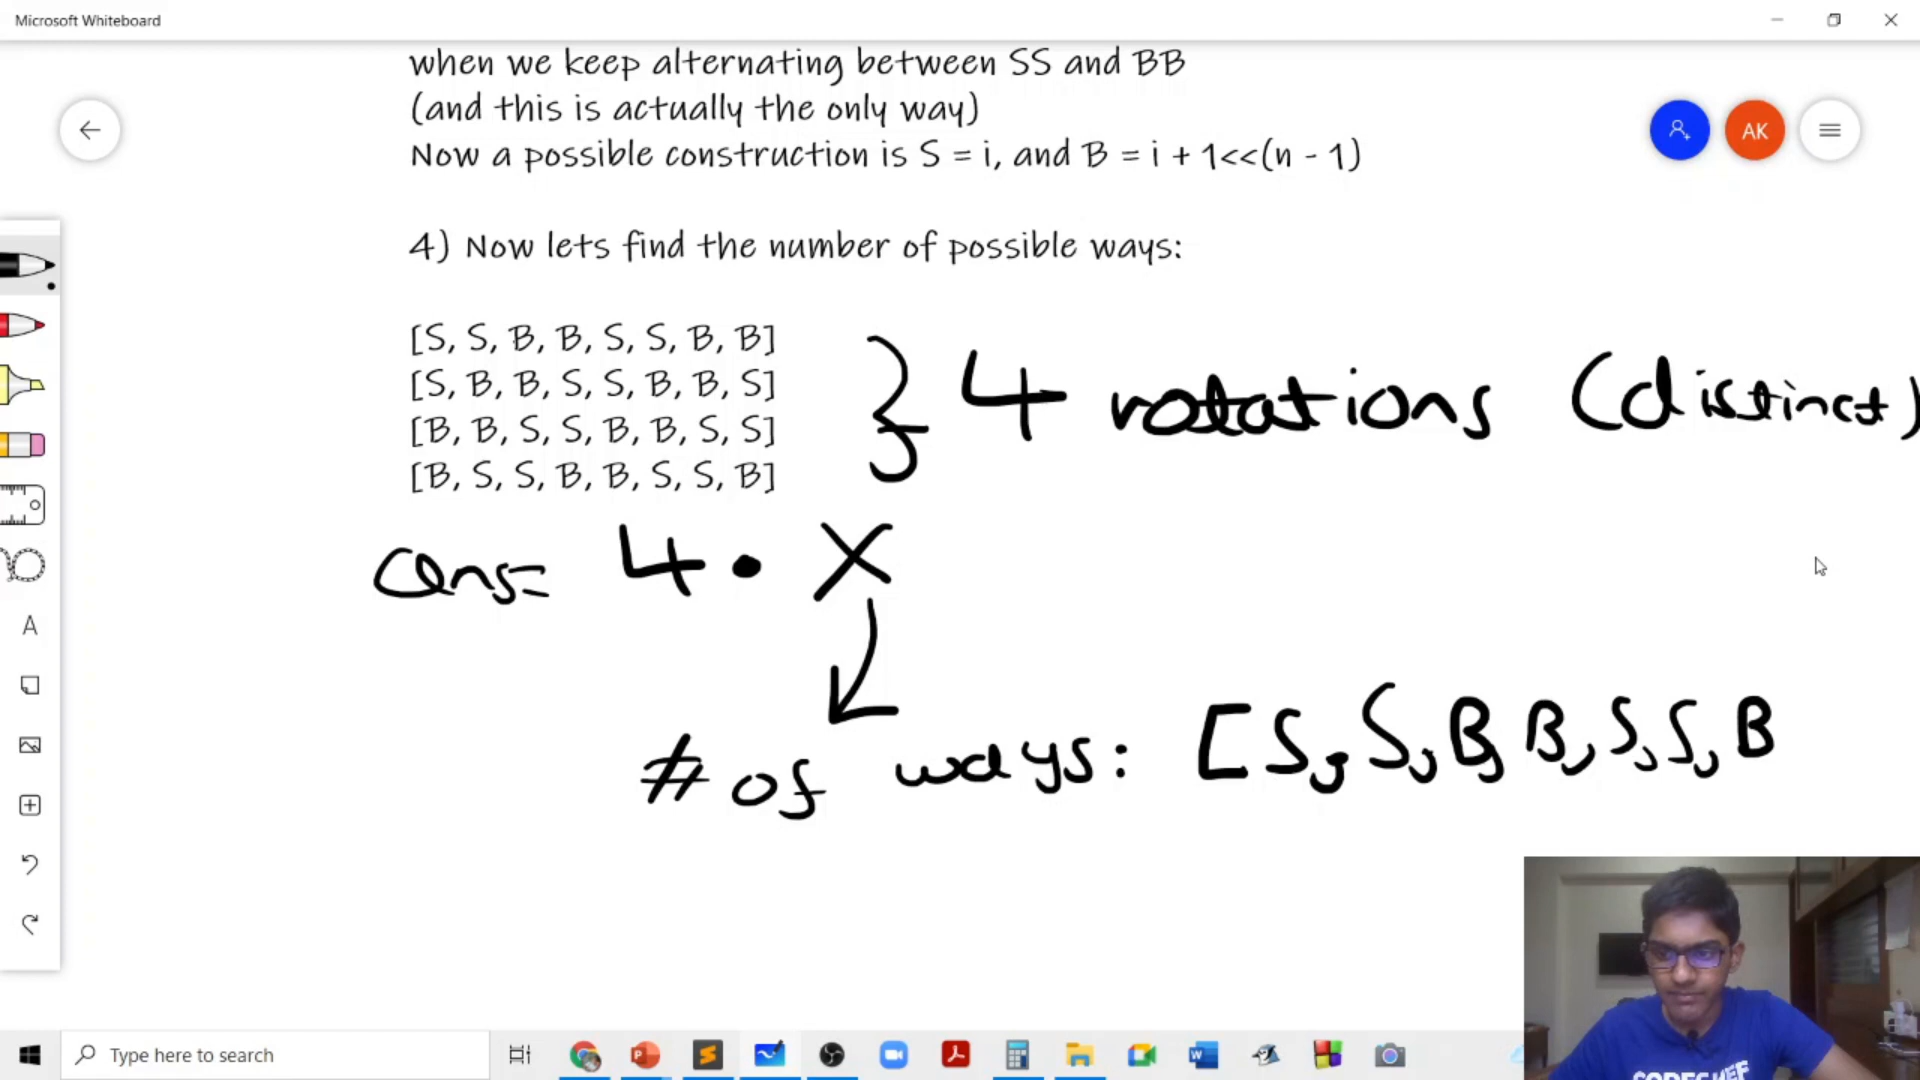 Microsoft Whiteboard
when we keep alternating between SS and BB
(and this is actually the only way)
Now a possible construction is S = i, and B = i + 1<<(n - 1)
AK
4) Now lets find the number of possible ways:
[S, S, B, B, S, S, B, B]
[S, B, B, S, S, B, B, S]
[B, B, S, S, B, B, S, S]
[B, S, S, B, B, S, S, B]
} 4 rotations (distinct)
ans= 4 • X
# of ways: [S, S, B, B, S, S, B
A
Type here to search
CODECHEF